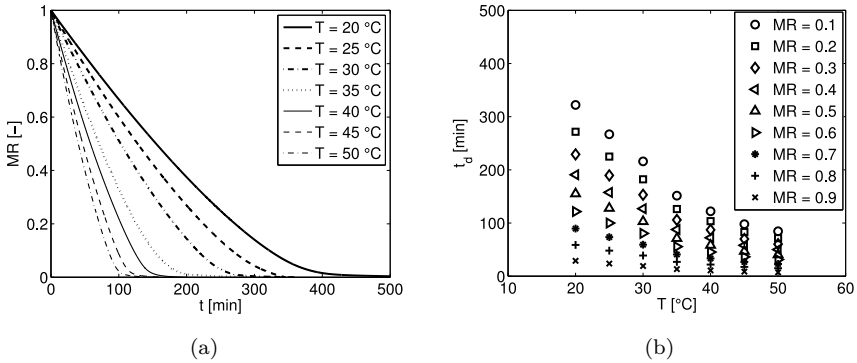 1
0.8
0.6
0.4
0.2
0
MR [–]
0 100 200 300 400 500
t [min]
T = 20 °C
T = 25 °C
T = 30 °C
T = 35 °C
T = 40 °C
T = 45 °C
T = 50 °C
(a)
500
400
300
200
100
0
t_d [min]
10 20 30 40 50 60
T [°C]
MR = 0.1
MR = 0.2
MR = 0.3
MR = 0.4
MR = 0.5
MR = 0.6
MR = 0.7
MR = 0.8
MR = 0.9
(b)